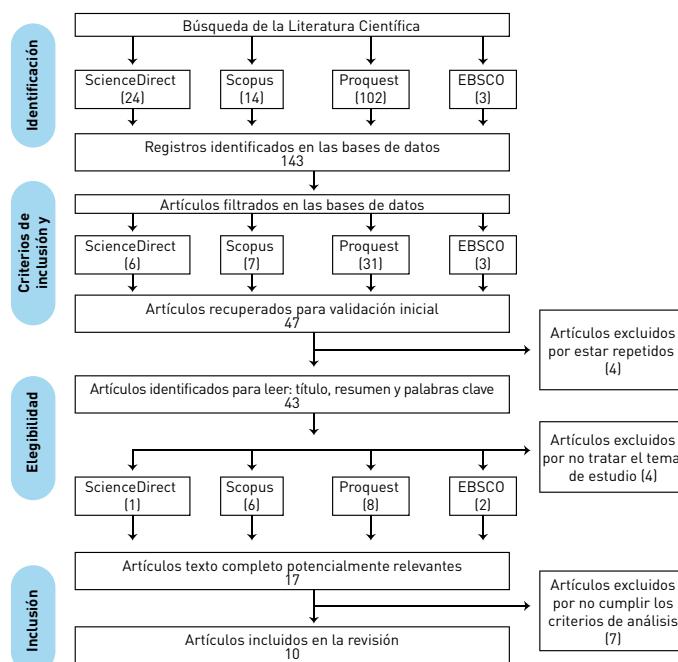 Identificación
Búsqueda de la Literatura Científica
ScienceDirect
(24)
Scopus
(14)
Proquest
(102)
EBSCO
(3)
Registros identificados en las bases de datos
143
Criterios de
inclusión y
Artículos filtrados en las bases de datos
ScienceDirect
(6)
Scopus
(7)
Proquest
(31)
EBSCO
(3)
Artículos recuperados para validación inicial
47
Artículos excluidos
por estar repetidos
(4)
Elegibilidad
Artículos identificados para leer: título, resumen y palabras clave
43
Artículos excluidos
por no tratar el tema
de estudio (4)
ScienceDirect
(1)
Scopus
(6)
Proquest
(8)
EBSCO
(2)
Inclusión
Artículos texto completo potencialmente relevantes
17
Artículos excluidos
por no cumplir los
criterios de análisis
(7)
Artículos incluidos en la revisión
10